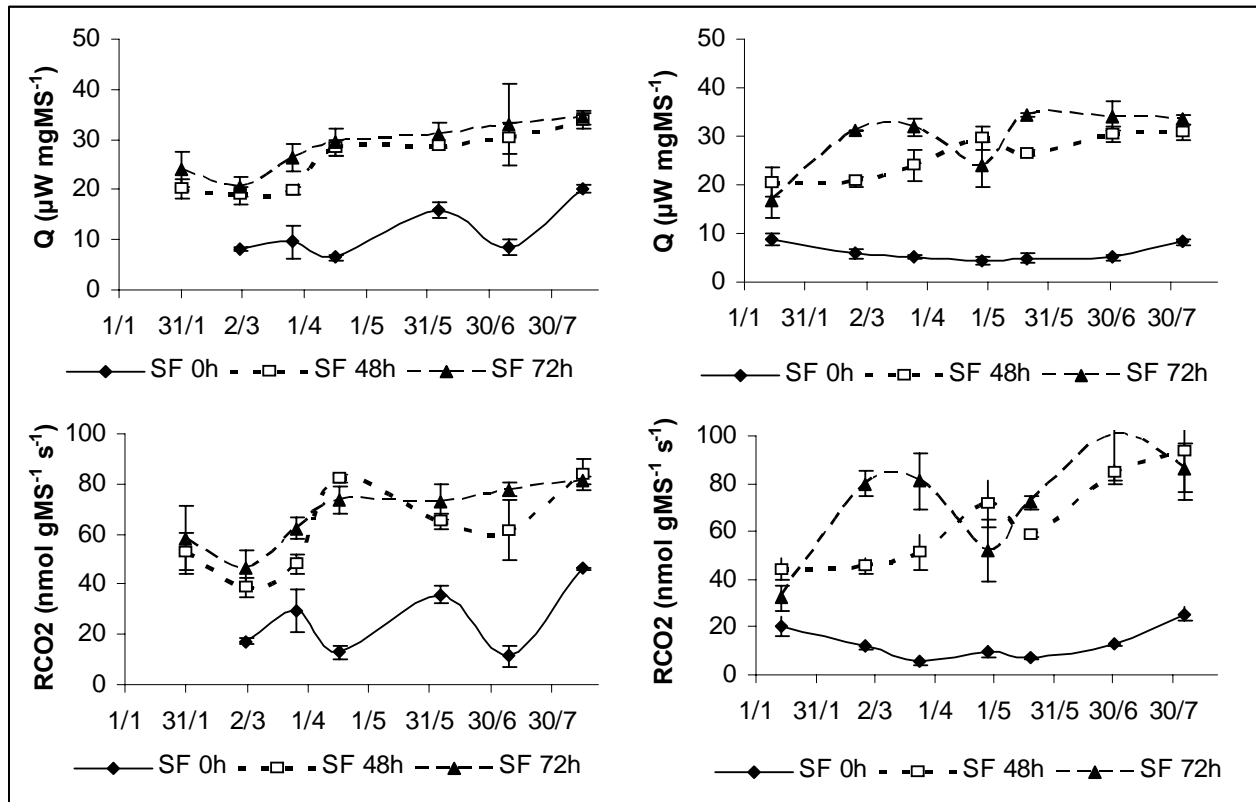 Q (µW mgMS⁻¹)
50
40
30
20
10
0
1/1 31/1 2/3 1/4 1/5 31/5 30/6 30/7
SF 0h SF 48h SF 72h
Q (µW mgMS⁻¹)
50
40
30
20
10
0
1/1 31/1 2/3 1/4 1/5 31/5 30/6 30/7
SF 0h SF 48h SF 72h
RCO2 (nmol gMS⁻¹ s⁻¹)
100
80
60
40
20
0
1/1 31/1 2/3 1/4 1/5 31/5 30/6 30/7
SF 0h SF 48h SF 72h
RCO2 (nmol gMS⁻¹ s⁻¹)
100
80
60
40
20
0
1/1 31/1 2/3 1/4 1/5 31/5 30/6 30/7
SF 0h SF 48h SF 72h